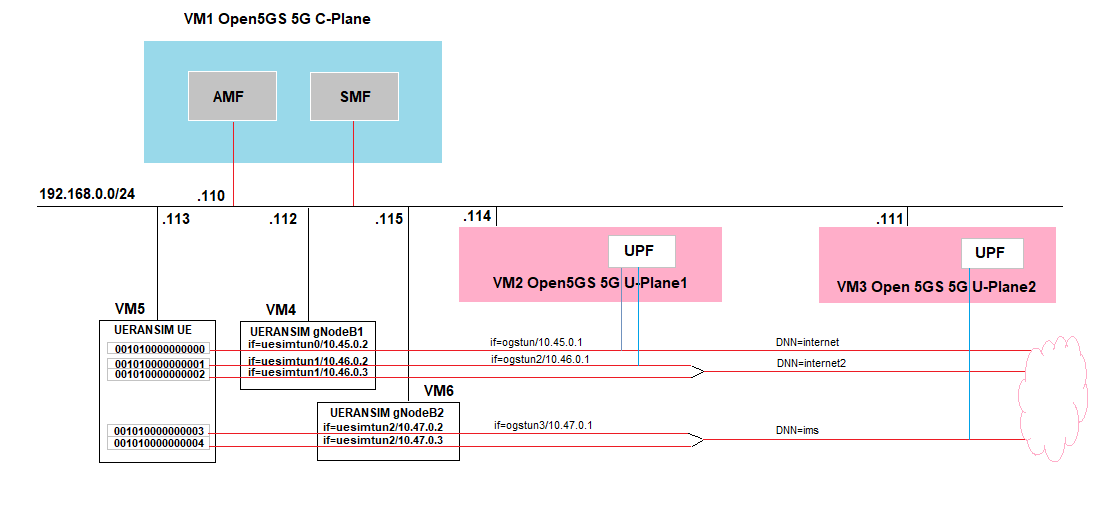 VM1 Open5GS 5G C-Plane
AMF
SMF
192.168.0.0/24
.110
.113
.112
.115
.114
.111
UPF
VM2 Open5GS 5G U-Plane1
UPF
VM3 Open 5GS 5G U-Plane2
VM5
UERANSIM UE
001010000000000
001010000000001
001010000000002
001010000000003
001010000000004
VM4
UERANSIM gNodeB1
if=uesimtun0/10.45.0.2
if=uesimtun1/10.46.0.2
if=uesimtun1/10.46.0.3
VM6
UERANSIM gNodeB2
if=uesimtun2/10.47.0.2
if=uesimtun2/10.47.0.3
if=ogstun/10.45.0.1
if=ogstun2/10.46.0.1
if=ogstun3/10.47.0.1
DNN=internet
DNN=internet2
DNN=ims